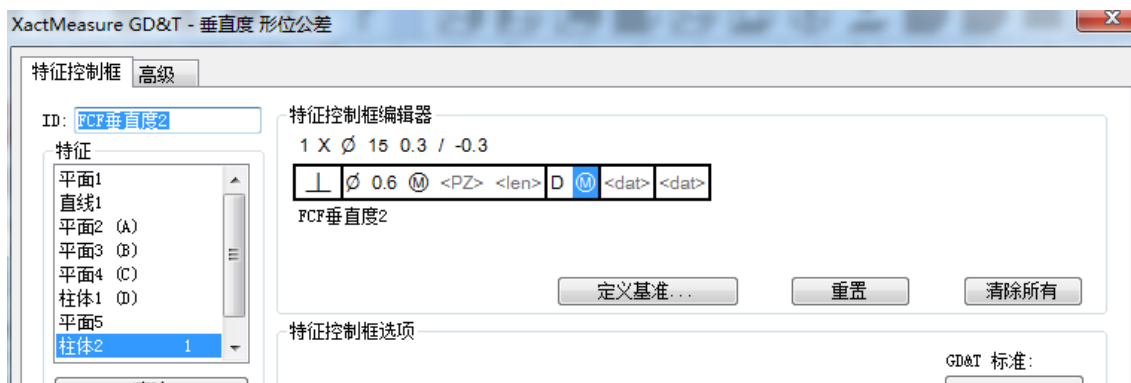 XactMeasure GD&T - 垂直度 形位公差
特征控制框 高级
ID: FCF垂直度2
特征
平面1
直线1
平面2 (A)
平面3 (B)
平面4 (C)
柱体1 (D)
平面5
柱体2 1
特征控制框编辑器
1 X Ø 15 0.3 / -0.3
⊥ Ø 0.6 Ⓜ <PZ> <len> D Ⓜ <dat> <dat>
FCF垂直度2
定义基准... 重置 清除所有
特征控制框选项
GD&T 标准: